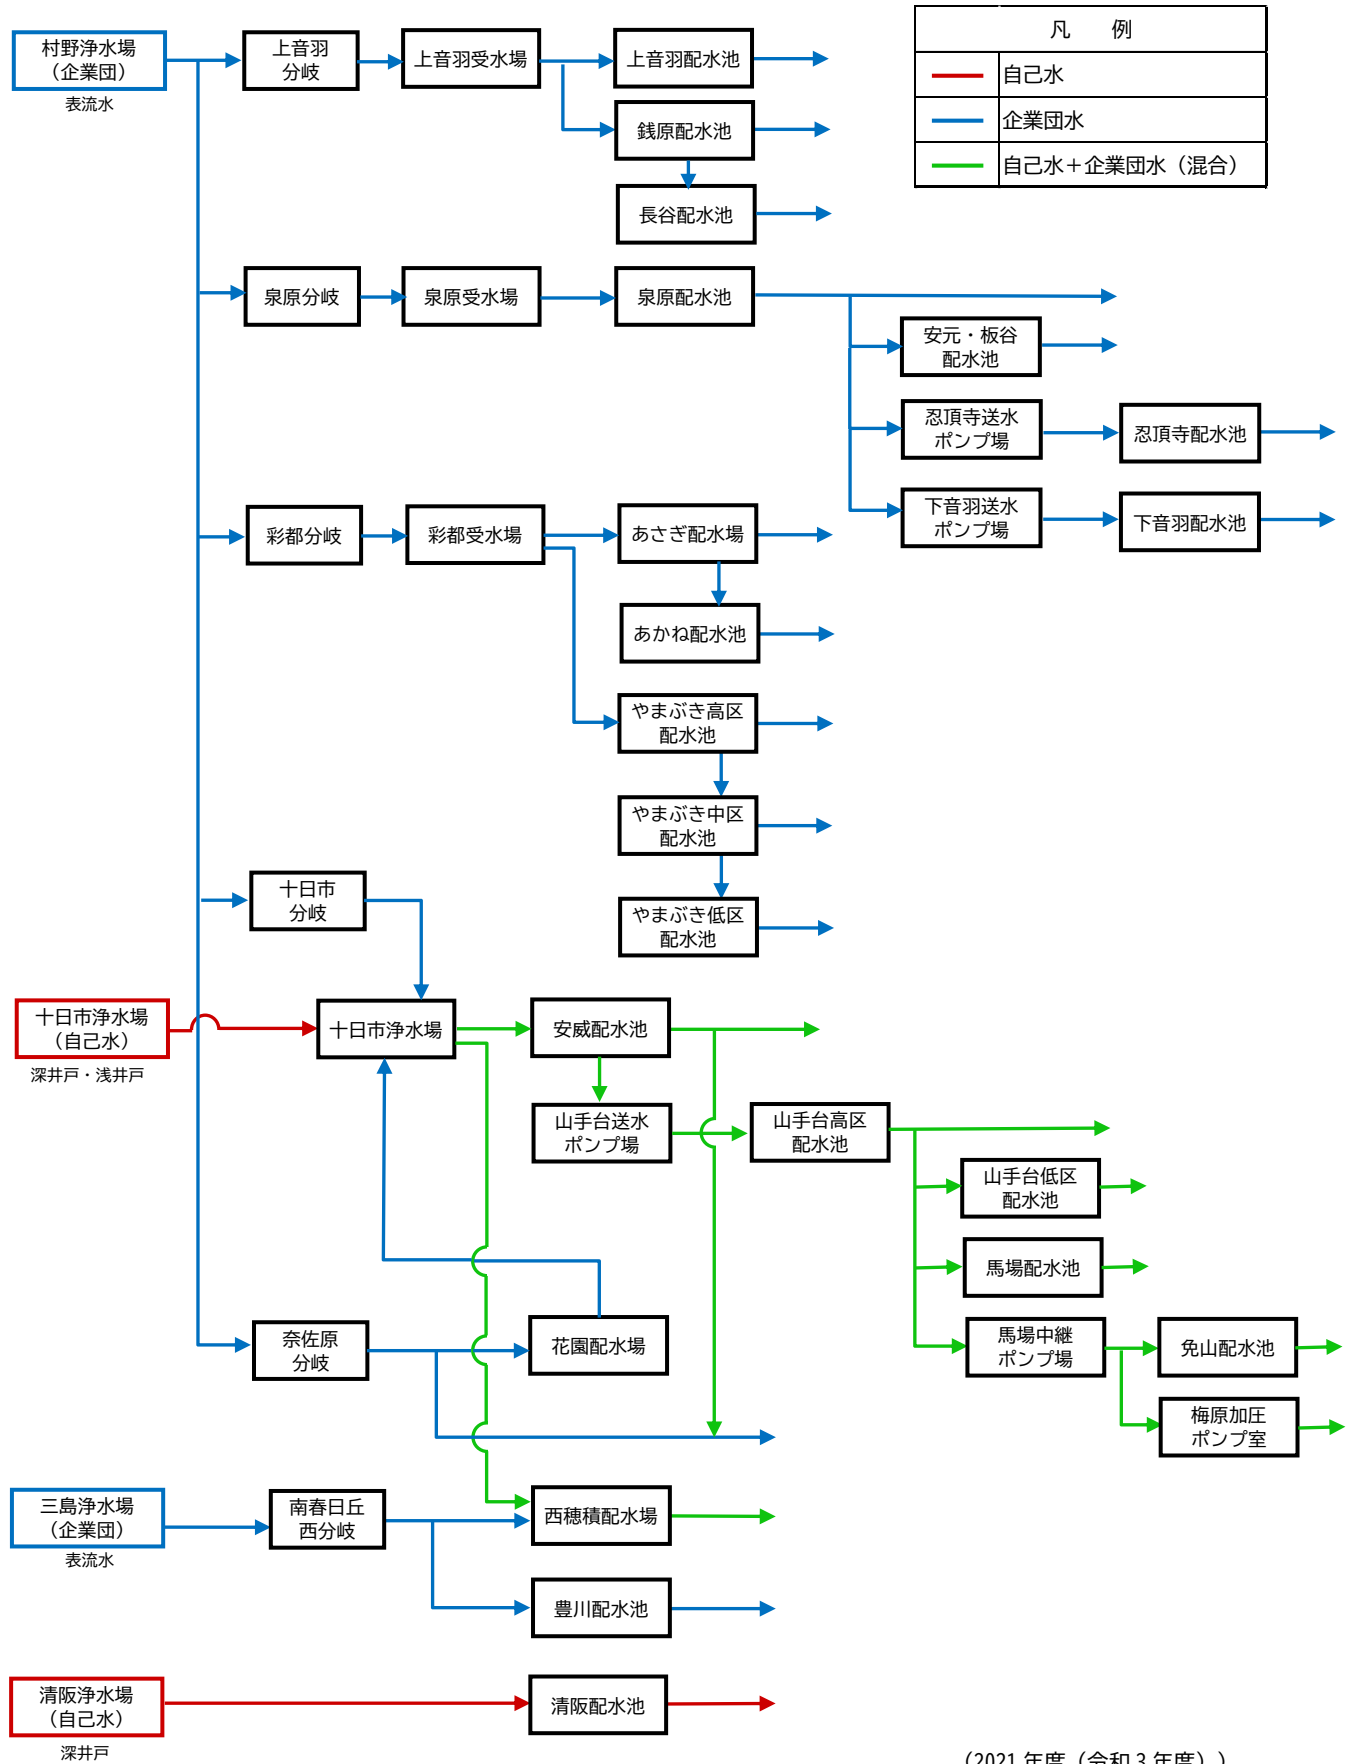 凡　例
自己水
企業団水
自己水＋企業団水（混合）
村野浄水場
（企業団）
表流水
上音羽
分岐
上音羽受水場
上音羽配水池
銭原配水池
長谷配水池
泉原分岐
泉原受水場
泉原配水池
安元・板谷
配水池
忍頂寺送水
ポンプ場
忍頂寺配水池
下音羽送水
ポンプ場
下音羽配水池
彩都分岐
彩都受水場
あさぎ配水場
あかね配水池
やまぶき高区
配水池
やまぶき中区
配水池
やまぶき低区
配水池
十日市
分岐
十日市浄水場
（自己水）
深井戸・浅井戸
十日市浄水場
安威配水池
山手台送水
ポンプ場
山手台高区
配水池
山手台低区
配水池
馬場配水池
馬場中継
ポンプ場
免山配水池
梅原加圧
ポンプ室
奈佐原
分岐
花園配水場
三島浄水場
（企業団）
表流水
南春日丘
西分岐
西穂積配水場
豊川配水池
清阪浄水場
（自己水）
深井戸
清阪配水池
（2021 年度（令和 3 年度））